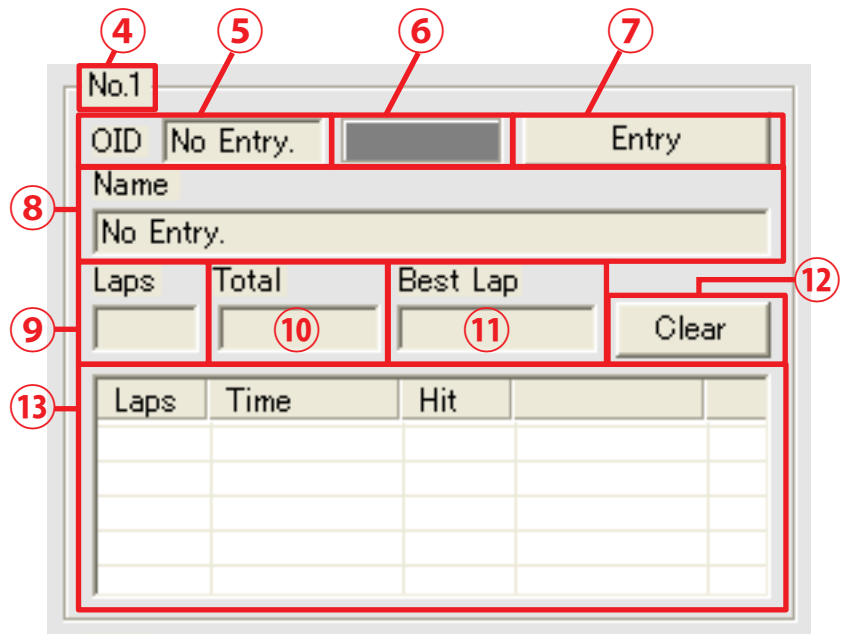 ④ ⑤ ⑥ ⑦
No.1
OID No Entry. Entry
⑧ Name
No Entry.
Laps Total Best Lap ⑫
⑨ ⑩ ⑪ Clear
⑬ Laps Time Hit